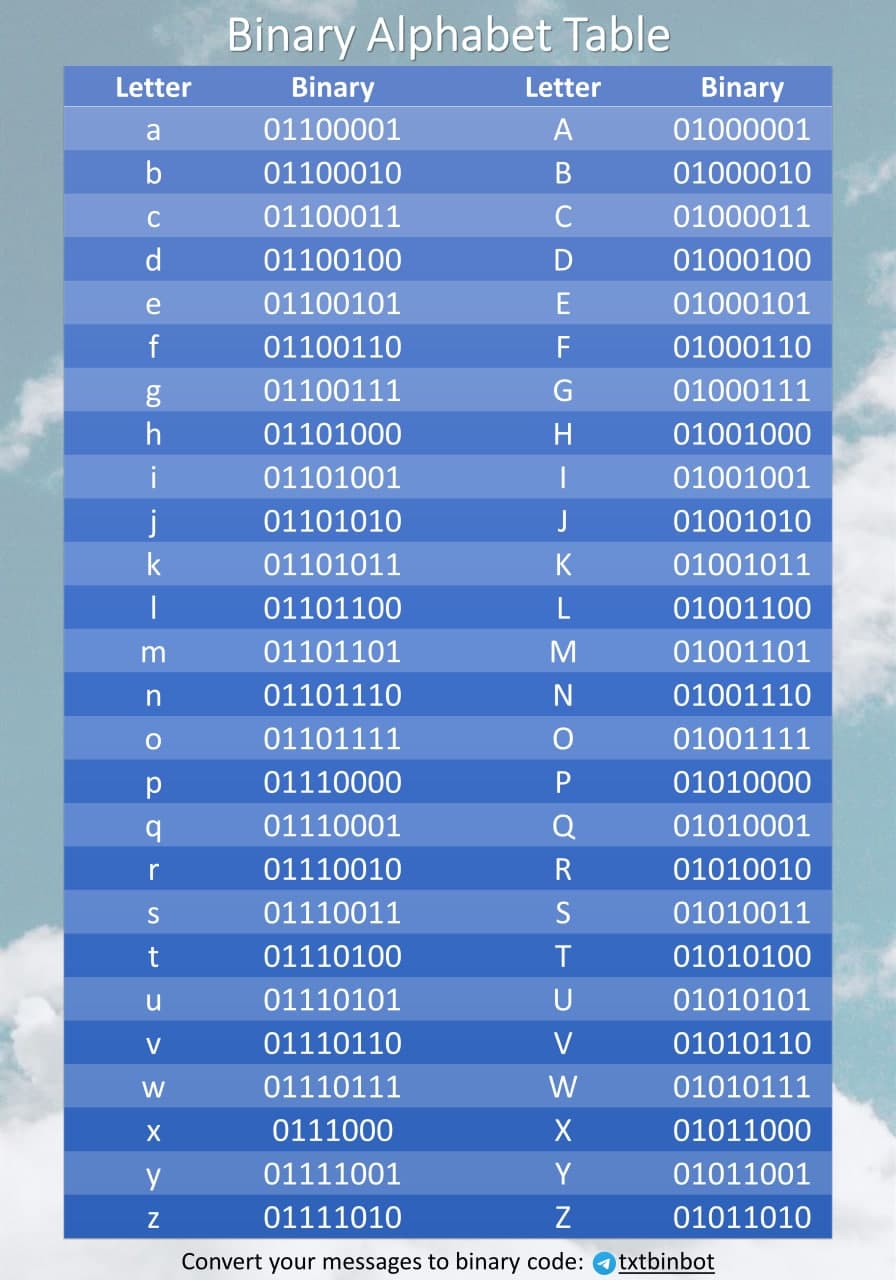 Binary Alphabet Table
Letter Binary Letter Binary
a 01100001 A 01000001
b 01100010 B 01000010
c 01100011 C 01000011
d 01100100 D 01000100
e 01100101 E 01000101
f 01100110 F 01000110
g 01100111 G 01000111
h 01101000 H 01001000
i 01101001 I 01001001
j 01101010 J 01001010
k 01101011 K 01001011
l 01101100 L 01001100
m 01101101 M 01001101
n 01101110 N 01001110
o 01101111 O 01001111
p 01110000 P 01010000
q 01110001 Q 01010001
r 01110010 R 01010010
s 01110011 S 01010011
t 01110100 T 01010100
u 01110101 U 01010101
v 01110110 V 01010110
w 01110111 W 01010111
x 0111000 X 01011000
y 01111001 Y 01011001
z 01111010 Z 01011010
Convert your messages to binary code: txtbinbot